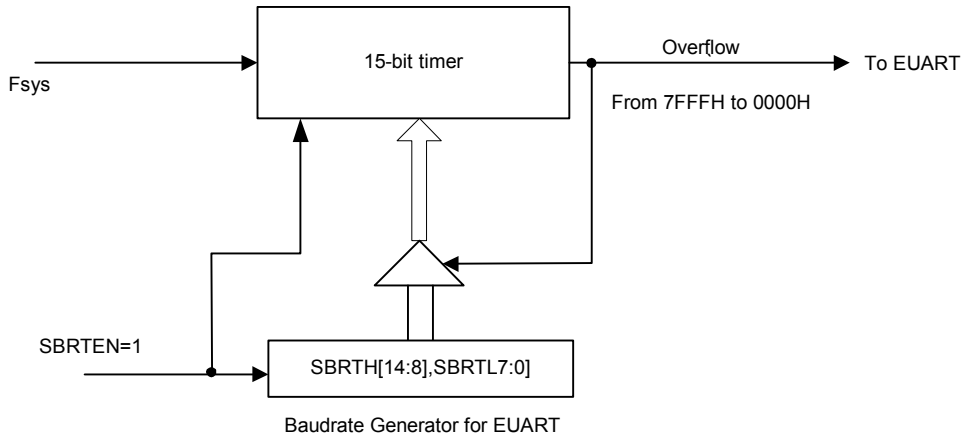 Overflow
15-bit timer
To EUART
Fsys
From 7FFFH to 0000H
SBRTEN=1
SBRTH[14:8],SBRTL7:0]
Baudrate Generator for EUART